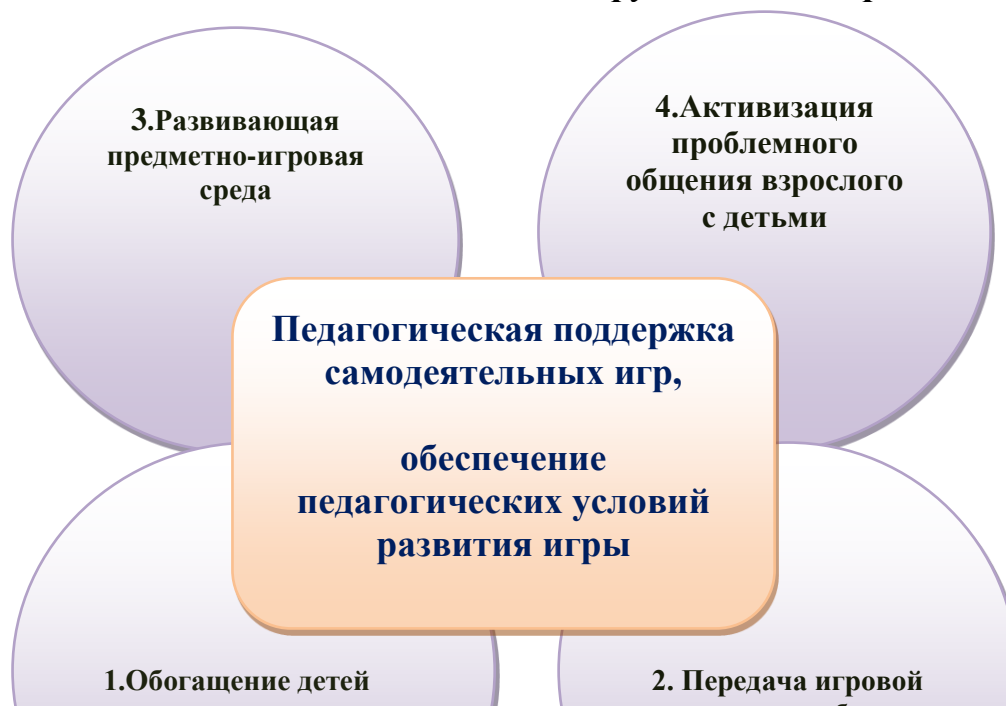 3.Развивающая
предметно-игровая
среда
4.Активизация
проблемного
общения взрослого
с детьми
Педагогическая поддержка
самодеятельных игр,
обеспечение
педагогических условий
развития игры
1.Обогащение детей
2. Передача игровой